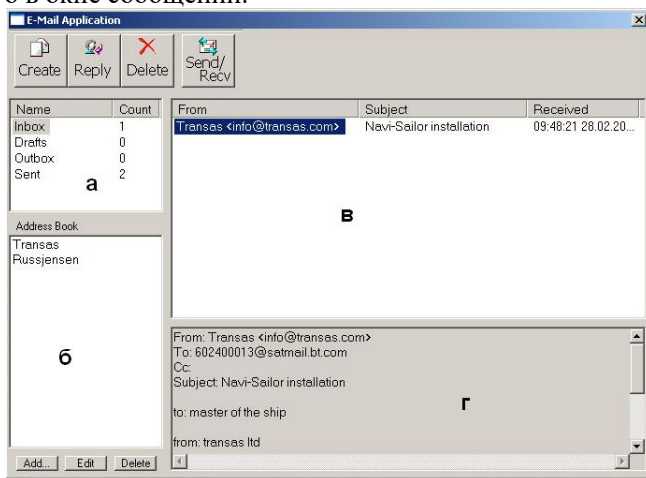 о в окне сообщений.
E-Mail Application
Create Reply Delete Send/Recv
Name Count
Inbox 1
Drafts 0
Outbox 0
Sent 2
а
From Subject Received
Transas <info@transas.com> Navi-Sailor installation 09:48:21 28.02.20...
в
Address Book
Transas
Russjensen
б
Add... Edit Delete
From: Transas <info@transas.com>
To: 602400013@satmail.bt.com
Cc:
Subject: Navi-Sailor installation
to: master of the ship
from: transas ltd
г